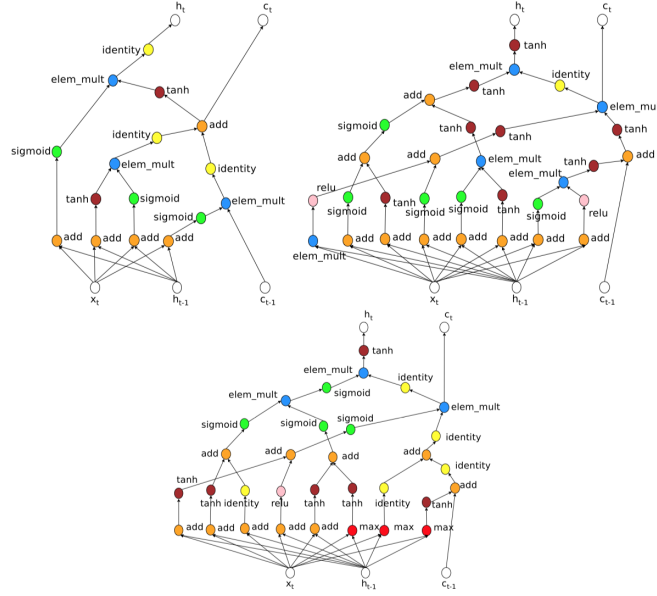 h_t c_t
identity
elem_mult
tanh
identity add
sigmoid
elem_mult
identity
tanh sigmoid elem_mult
sigmoid
add add add add
x_t h_t-1 c_t-1
h_t c_t
tanh
elem_mult
identity
tanh
add elem_mu
sigmoid
tanh tanh tanh
add add elem_mult add
tanh
elem_mult
relu
sigmoid tanh sigmoid sigmoid tanh sigmoid relu
add add add add add add add
elem_mult
x_t h_t-1 c_t-1
h_t c_t
tanh
elem_mult
identity
sigmoid
elem_mult elem_mult
sigmoid sigmoid sigmoid
identity
add add add add
identity
tanh add
tanh identity relu tanh tanh identity tanh
add add add add add max max max
x_t h_t-1 c_t-1